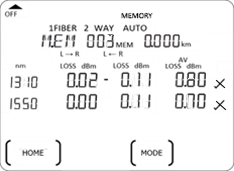 OFF
MEMORY
1FIBER 2 WAY AUTO
M.E11 003 MEM 0.000 km
L→R L←R AV
nm LOSS dBm LOSS dBm LOSS dBm
1310 0.02 - 0.11 0.80 ×
1550 0.00 0.11 0.70 ×
HOME MODE